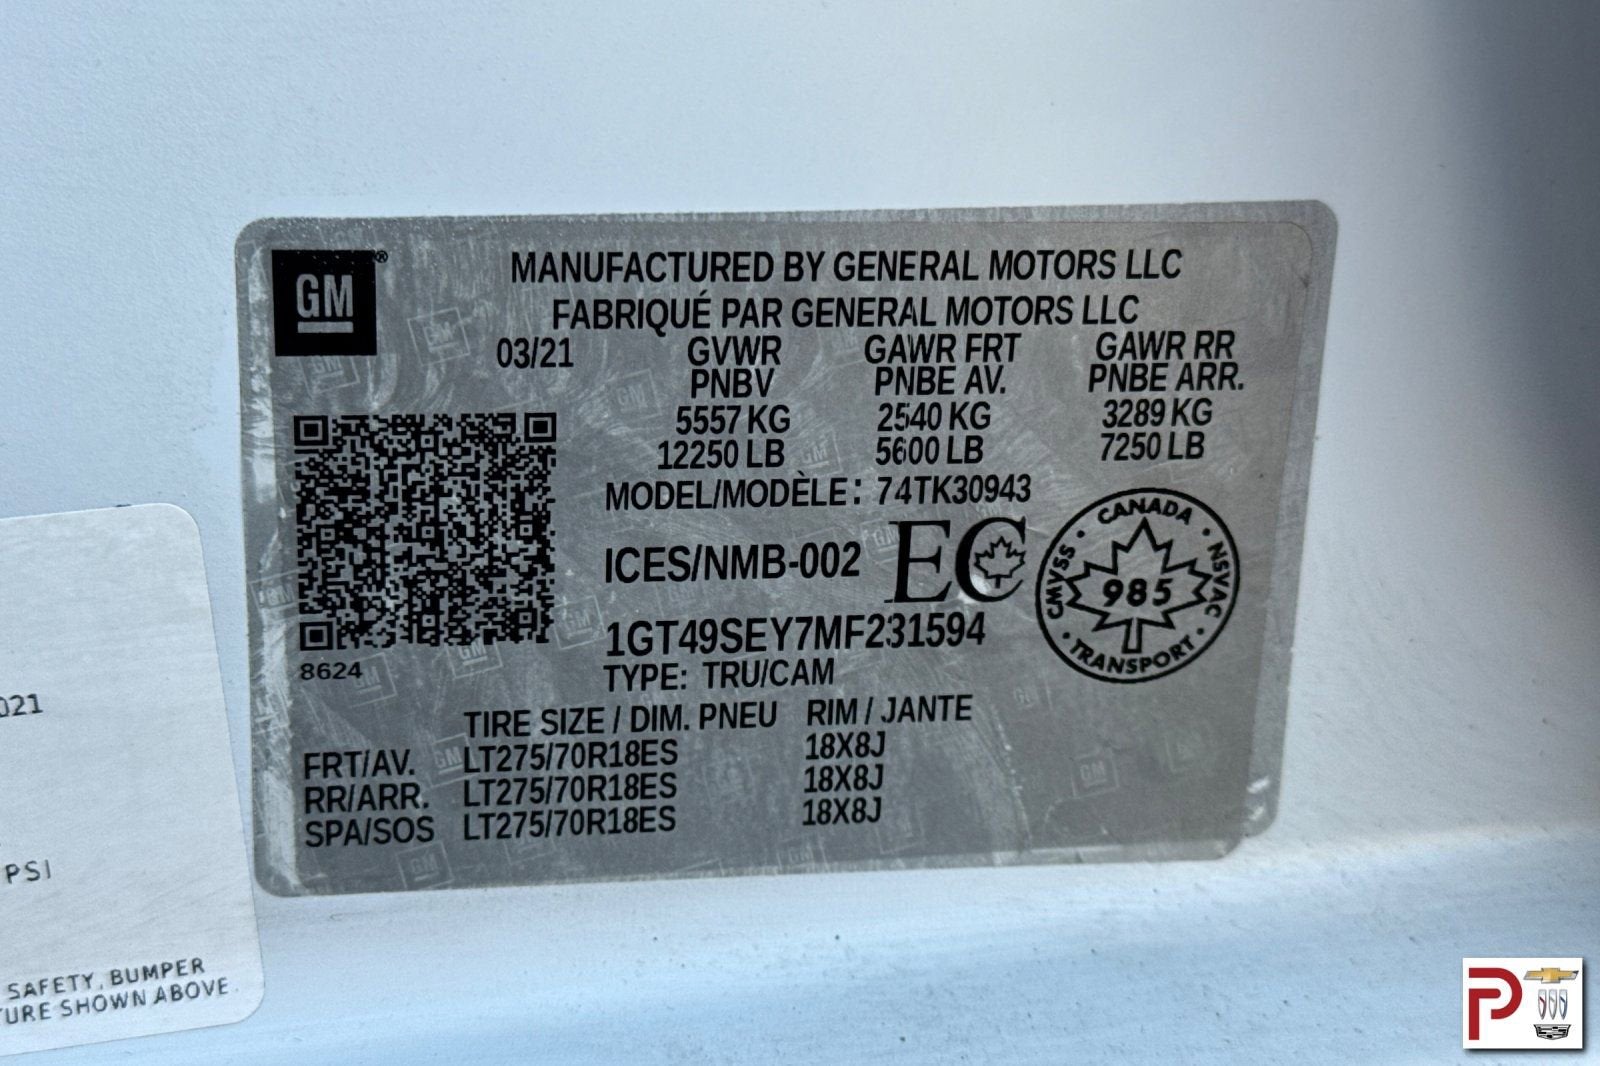 GM®
MANUFACTURED BY GENERAL MOTORS LLC
FABRIQUÉ PAR GENERAL MOTORS LLC
03/21 GVWR GAWR FRT GAWR RR
PNBV PNBE AV. PNBE ARR.
5557 KG 2540 KG 3289 KG
12250 LB 5600 LB 7250 LB
MODEL/MODÈLE: 74TK30943
ICES/NMB-002 EC
CANADA
CMVSS 985 NSVAC
TRANSPORT
1GT49SEY7MF231594
8624
TYPE: TRU/CAM
TIRE SIZE / DIM. PNEU RIM / JANTE
FRT/AV. LT275/70R18ES 18X8J
RR/ARR. LT275/70R18ES 18X8J
SPA/SOS LT275/70R18ES 18X8J
021
PSI
SAFETY, BUMPER
TURE SHOWN ABOVE.
P